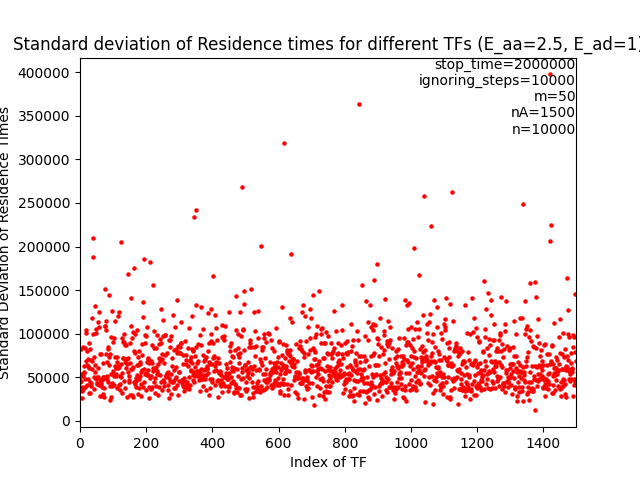 Standard deviation of Residence times for different TFs (E_aa=2.5, E_ad=1)
stop_time=2000000
ignoring_steps=10000
m=50
nA=1500
n=10000
400000
350000
300000
250000
200000
150000
100000
50000
0
Standard Deviation of Residence Times
0 200 400 600 800 1000 1200 1400
Index of TF